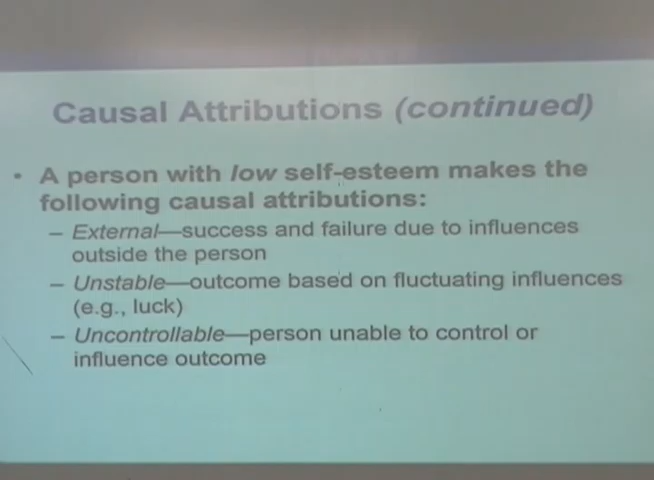 Causal Attributions (continued)
• A person with low self-esteem makes the
following causal attributions:
– External—success and failure due to influences
outside the person
– Unstable—outcome based on fluctuating influences
(e.g., luck)
– Uncontrollable—person unable to control or
influence outcome